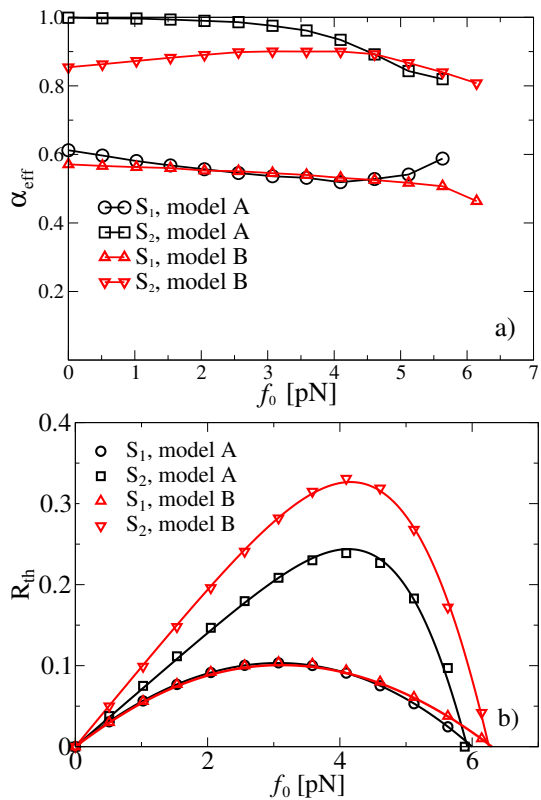 1.0
0.8
0.6
0.4
0.2
α_eff
S₁, model A
S₂, model A
S₁, model B
S₂, model B
a)
0 1 2 3 4 5 6 7
f₀ [pN]
0.4
0.3
0.2
0.1
0
R_th
S₁, model A
S₂, model A
S₁, model B
S₂, model B
b)
0 2 4 6
f₀ [pN]